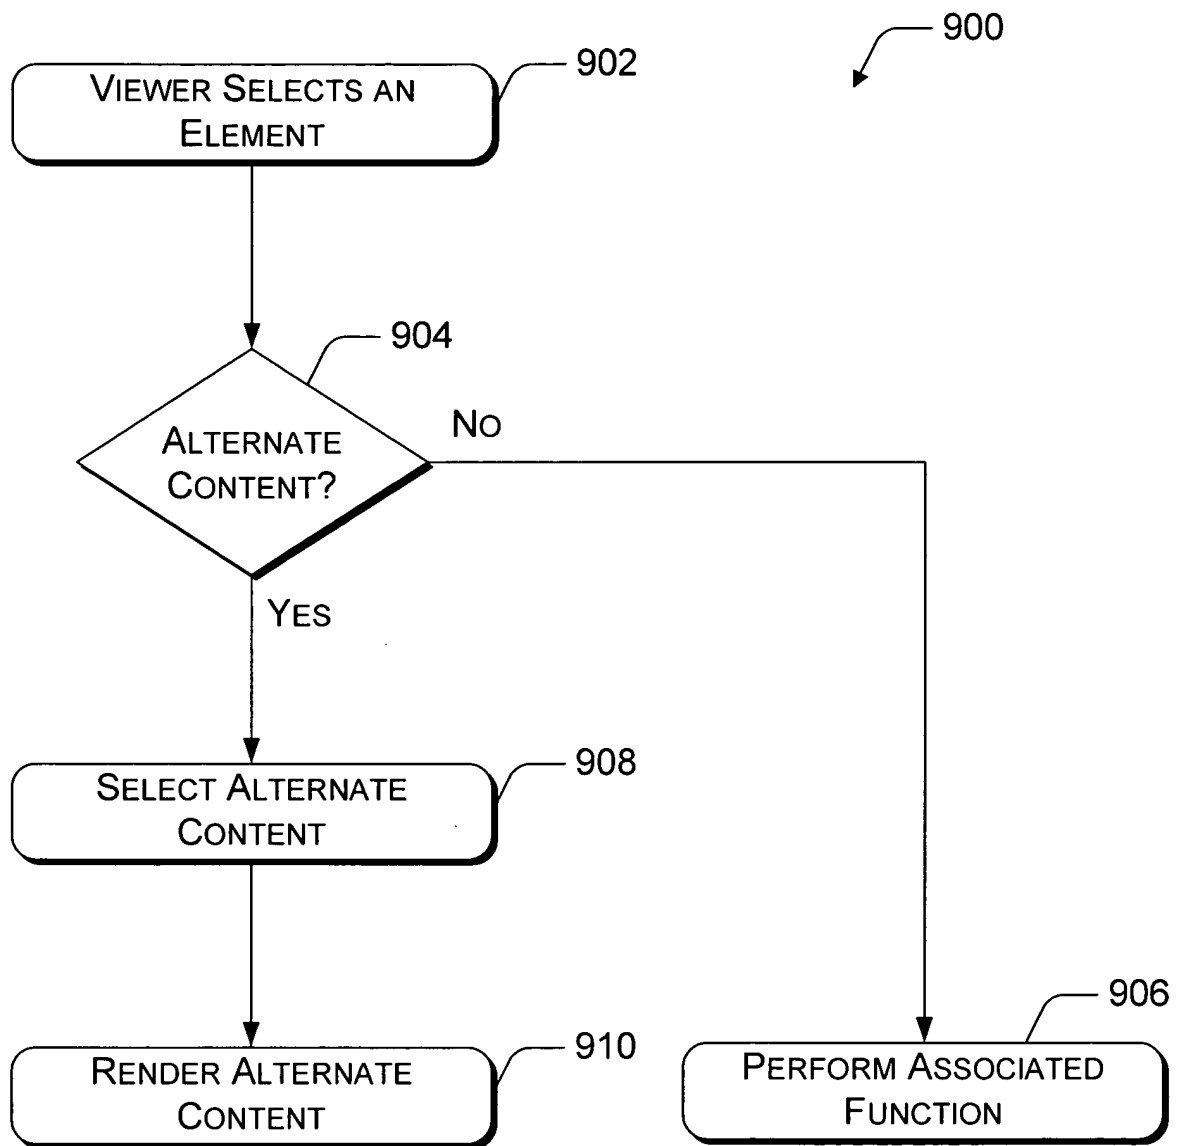 900
902
VIEWER SELECTS AN
ELEMENT
904
ALTERNATE
CONTENT?
NO
YES
908
SELECT ALTERNATE
CONTENT
906
910
RENDER ALTERNATE
CONTENT
PERFORM ASSOCIATED
FUNCTION